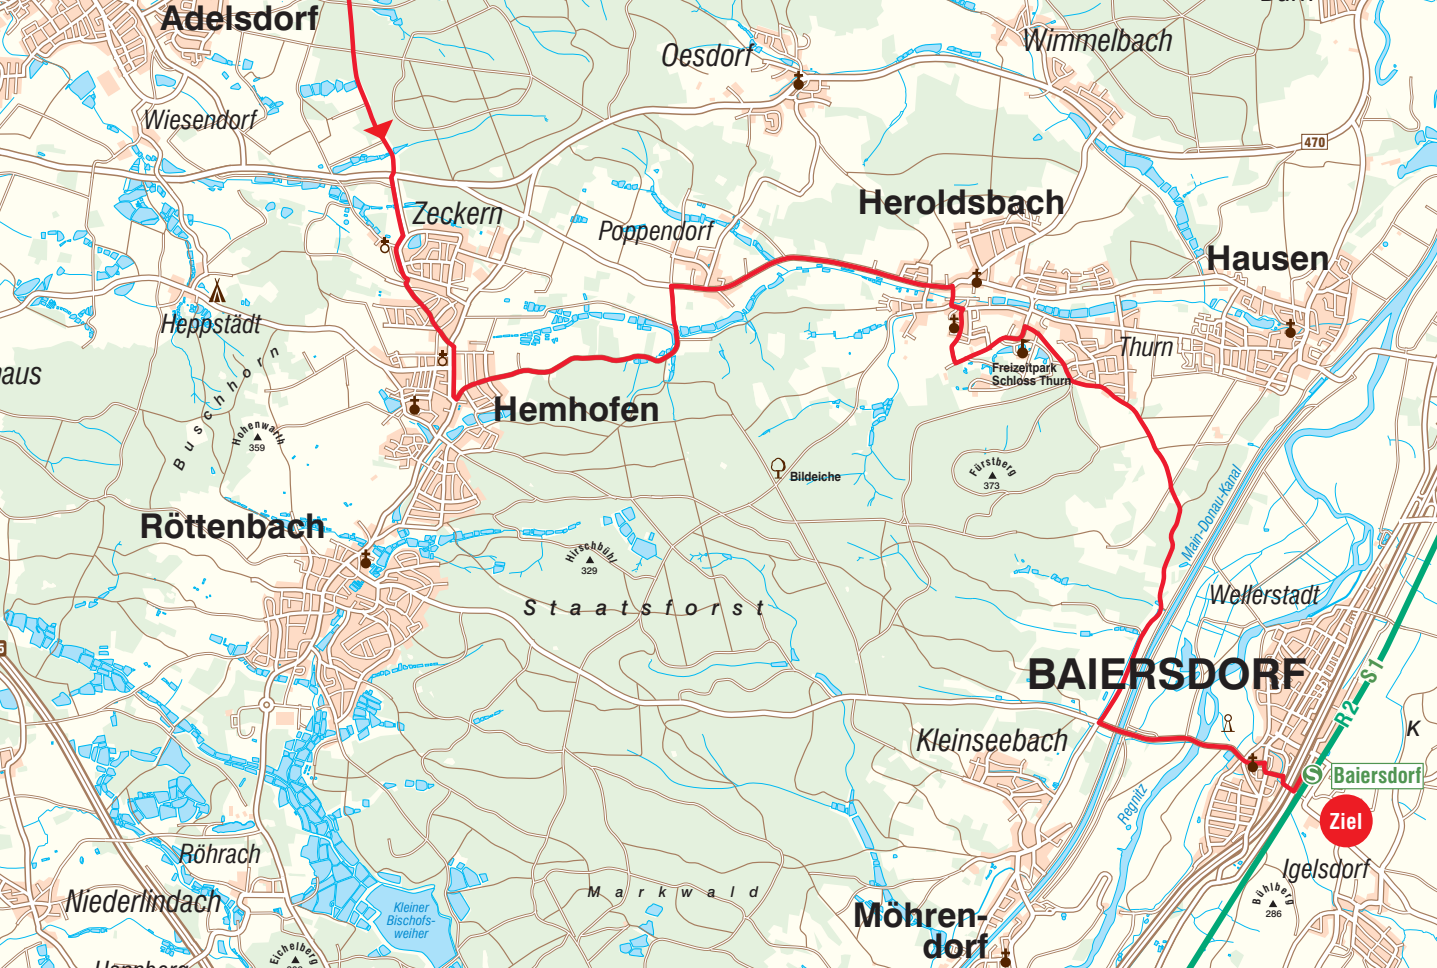 Adelsdorf
Oesdorf
Wimmelbach
Wiesendorf
470
Zeckern
Poppendorf
Heroldsbach
Hausen
Heppstädt
Thurn
Freizeitpark
Schloss Thurn
Buschhorn
Hohenwarth
359
Hemhofen
Bildeiche
Fürstberg
373
Main-Donau-Kanal
Röttenbach
Hirschbühl
329
Staatsforst
Wellerstadt
BAIERSDORF
R2
S1
K
Kleinseebach
S
Baiersdorf
Ziel
Regnitz
Röhrach
Igelsdorf
Niederlindach
Kleiner
Bischofs-
weiher
Markwald
Bühlberg
286
Möhren-
dorf
Eichelberg